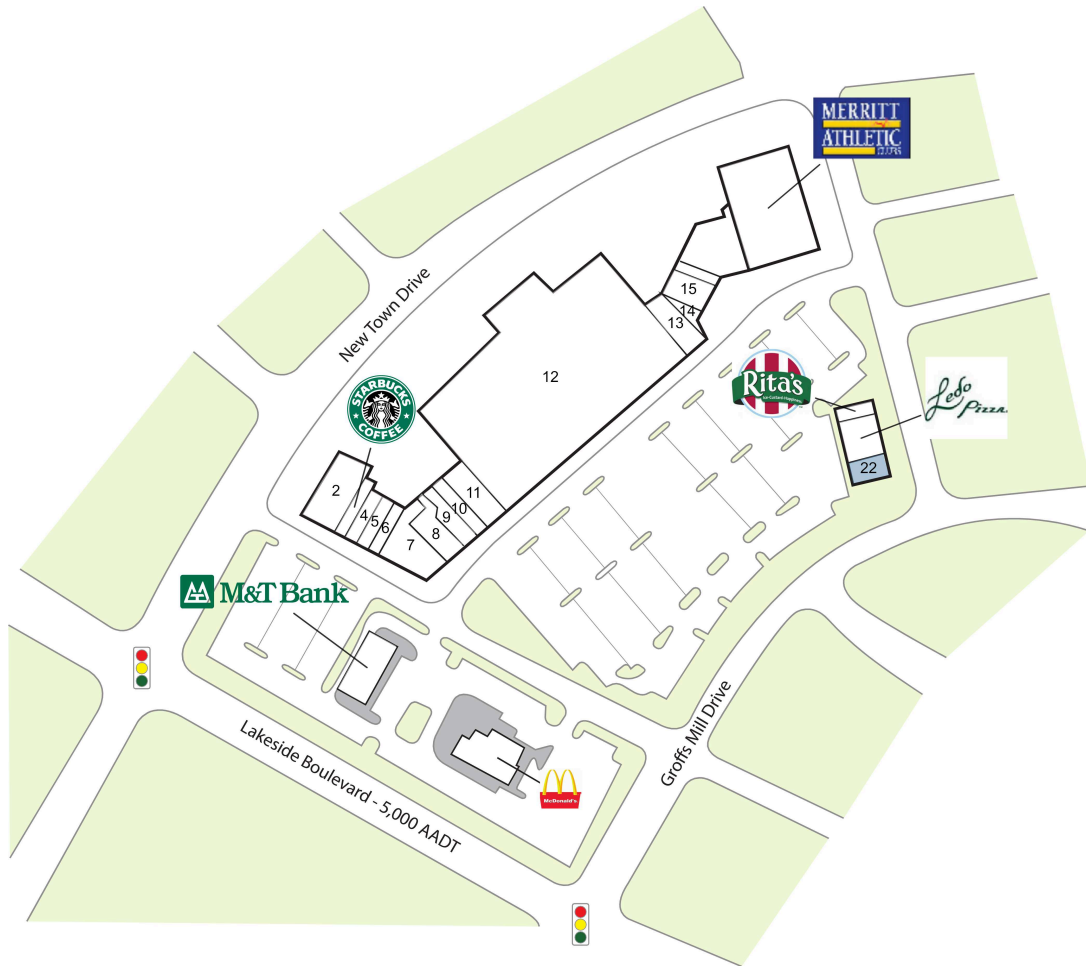 MERRITT
ATHLETIC
CLUBS
New Town Drive
15
14
13
12
STARBUCKS
COFFEE
Rita's
Ledo
Pizza
22
2
4
5
6
7
8
9
10
11
M&T Bank
Groffs Mill Drive
Lakeside Boulevard - 5,000 AADT
McDonald's